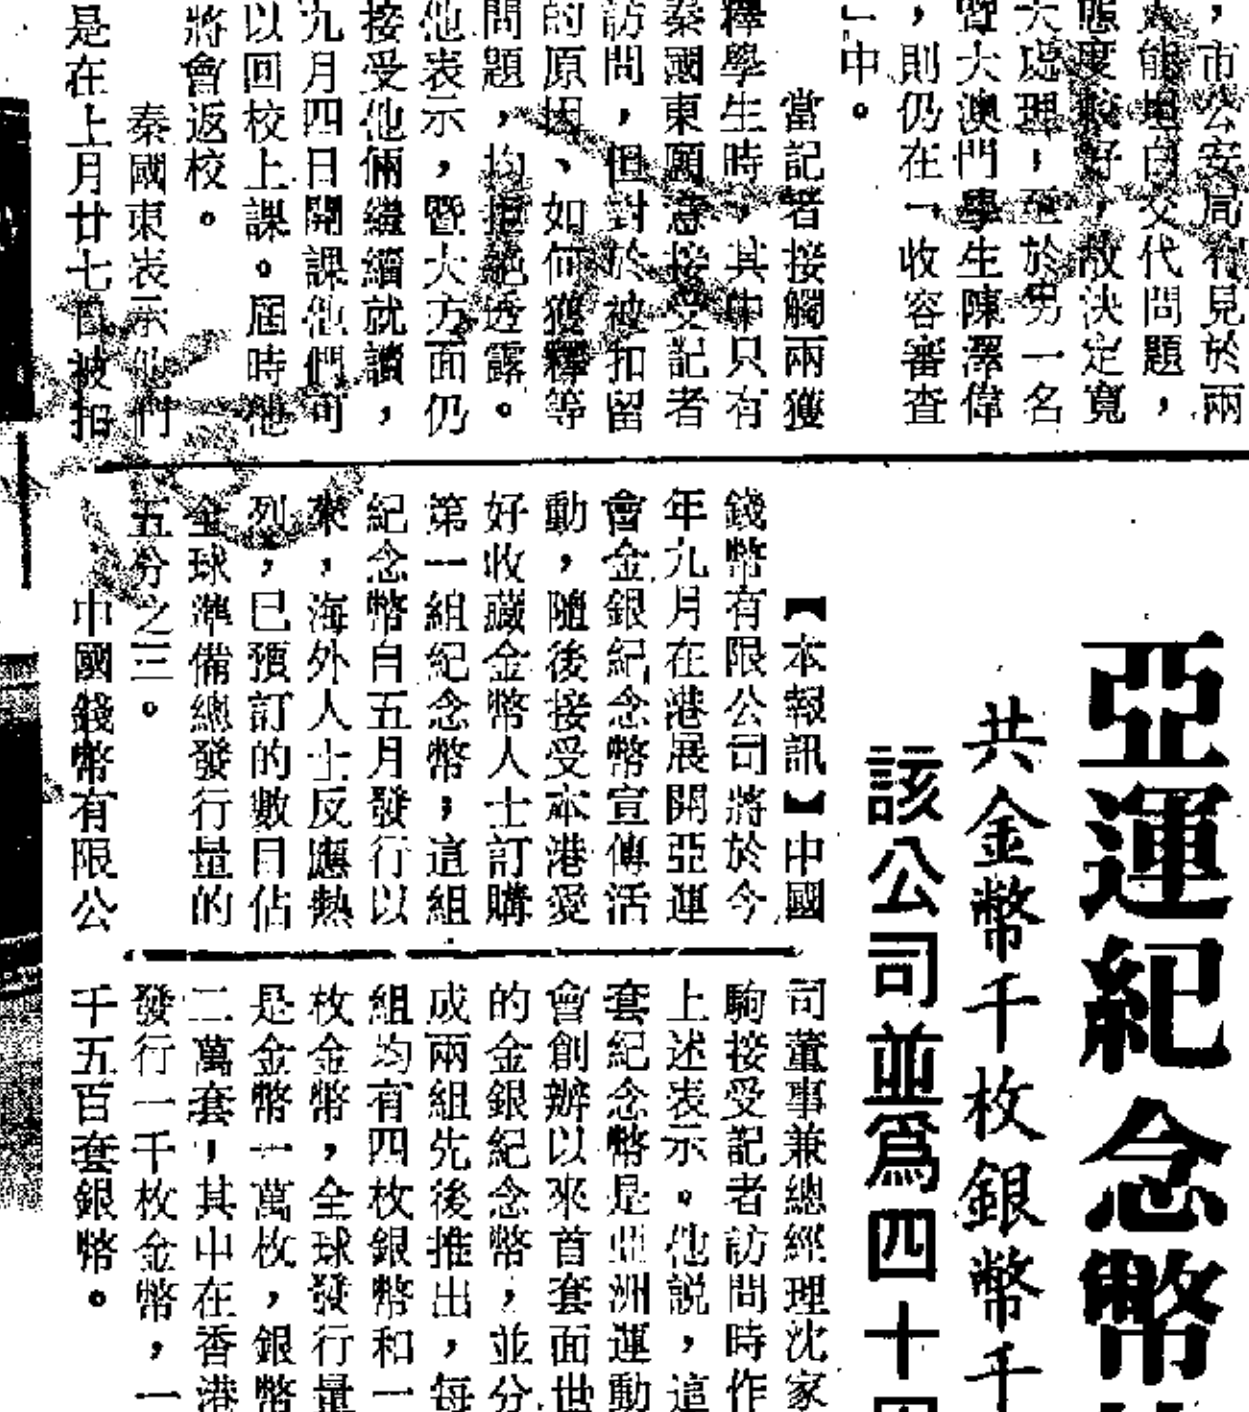 ，市公安局有見於兩
人能坦白交代問題，
態度較好，故決定寬
大處理，至於男一名
暨大澳門學生陳澤偉
，則仍在「收容審查
」中。
當記者接觸兩獲
釋學生時，其中只有
秦國東願意接受記者
訪問，但對於被扣留
的原因、如何獲釋等
問題，均拒絕透露。
他表示，暨大方面仍
接受他倆繼續就讀，
九月四日開課他們可
以回校上課。屆時他
將會返校。
秦國東表示他們
是在上月廿七日被扣
亞運紀念幣
共金幣千枚銀幣千
該公司並爲四十
【本報訊】中國
錢幣有限公司將於今
年九月在港展開亞運
會金銀紀念幣宣傳活
動，隨後接受本港愛
好收藏金幣人士訂購
第一組紀念幣，這組
紀念幣自五月發行以
來，海外人士反應熱
烈，已預訂的數目佔
全球準備總發行量的
五分之三。
中國錢幣有限公
司董事兼總經理沈家
駒接受記者訪問時作
上述表示。他説，這
套紀念幣是亞洲運動
會創辦以來首套面世
的金銀紀念幣，並分
成兩組先後推出，每
組均有四枚銀幣和一
枚金幣，全球發行量
是金幣一萬枚，銀幣
二萬套，其中在香港
發行一千枚金幣，一
千五百套銀幣。